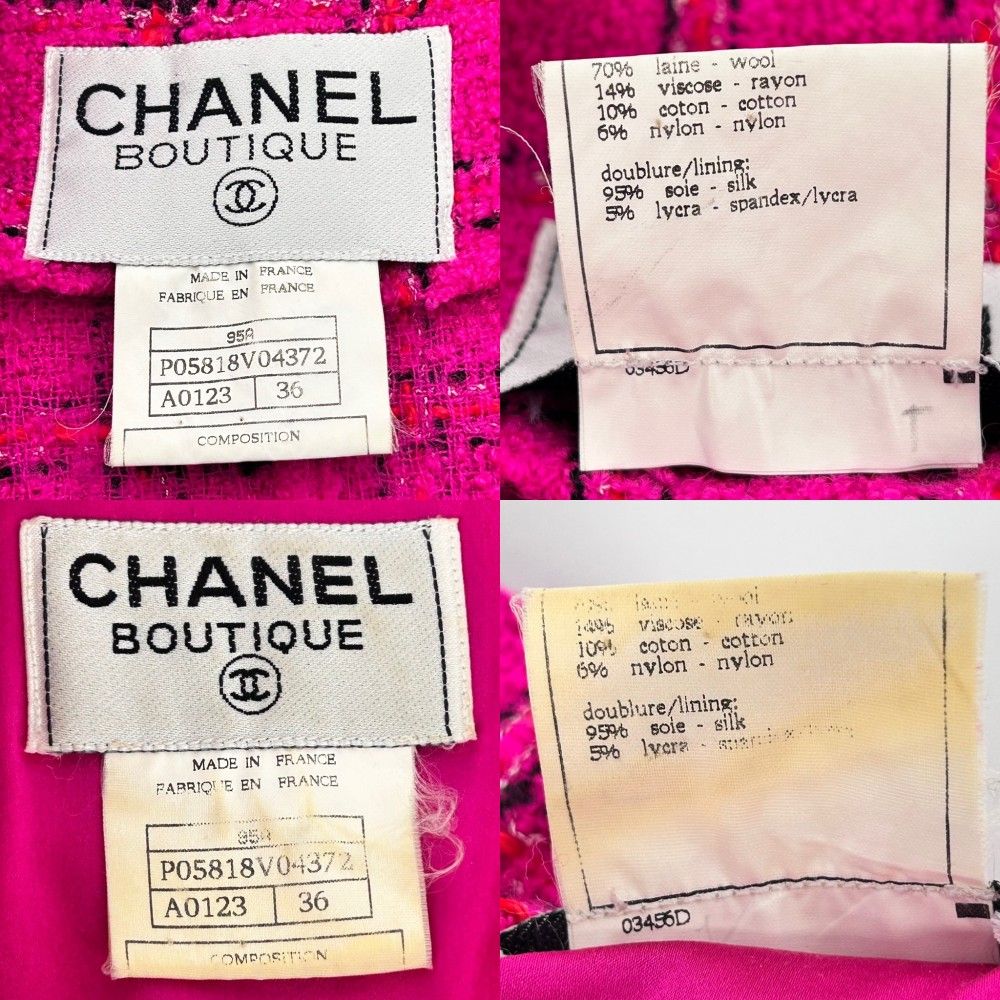 CHANEL
BOUTIQUE
MADE IN FRANCE
FABRIQUE EN FRANCE
95A
P05818V04372
A0123 36
COMPOSITION
70% laine - wool
14% viscose - rayon
10% coton - cotton
6% nylon - nylon
doublure/lining:
95% soie - silk
5% lycra - spandex/lycra
03456D
CHANEL
BOUTIQUE
MADE IN FRANCE
FABRIQUE EN FRANCE
95A
P05818V04372
A0123 36
COMPOSITION
14% viscose - rayon
10% coton - cotton
6% nylon - nylon
doublure/lining:
95% soie - silk
5% lycra -
03456D